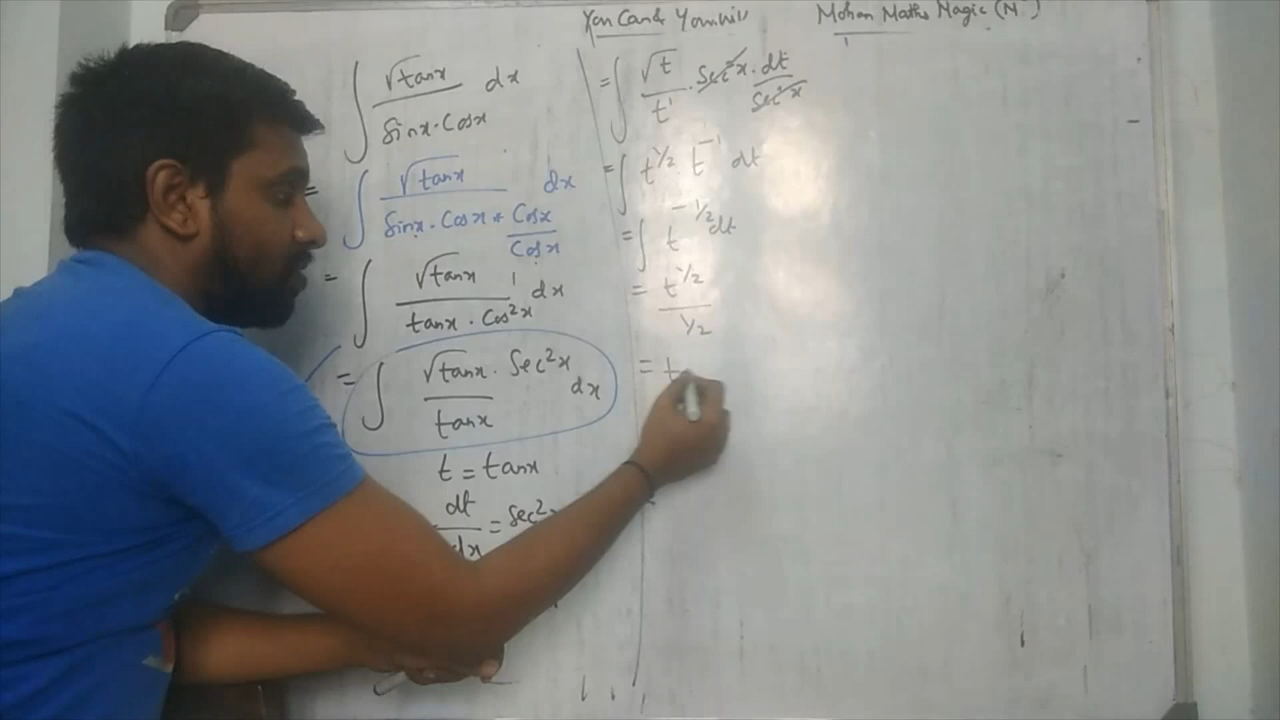 You Can & You Will
Mohan Maths Magic (M
∫ √tanx / sinx·Cosx dx
= ∫ √tanx / sinx·Cosx * Cosx/Cosx dx
= ∫ √tanx / tanx·Cos²x dx
= ∫ √tanx·Sec²x / tanx dx
t = tanx
dt/dx = Sec²
= ∫ √t / t¹ · Sec²x · dt / Sec²x
= ∫ t^1/2 t^-1 dt
= ∫ t^-1/2 dt
= t^1/2 / 1/2
= t